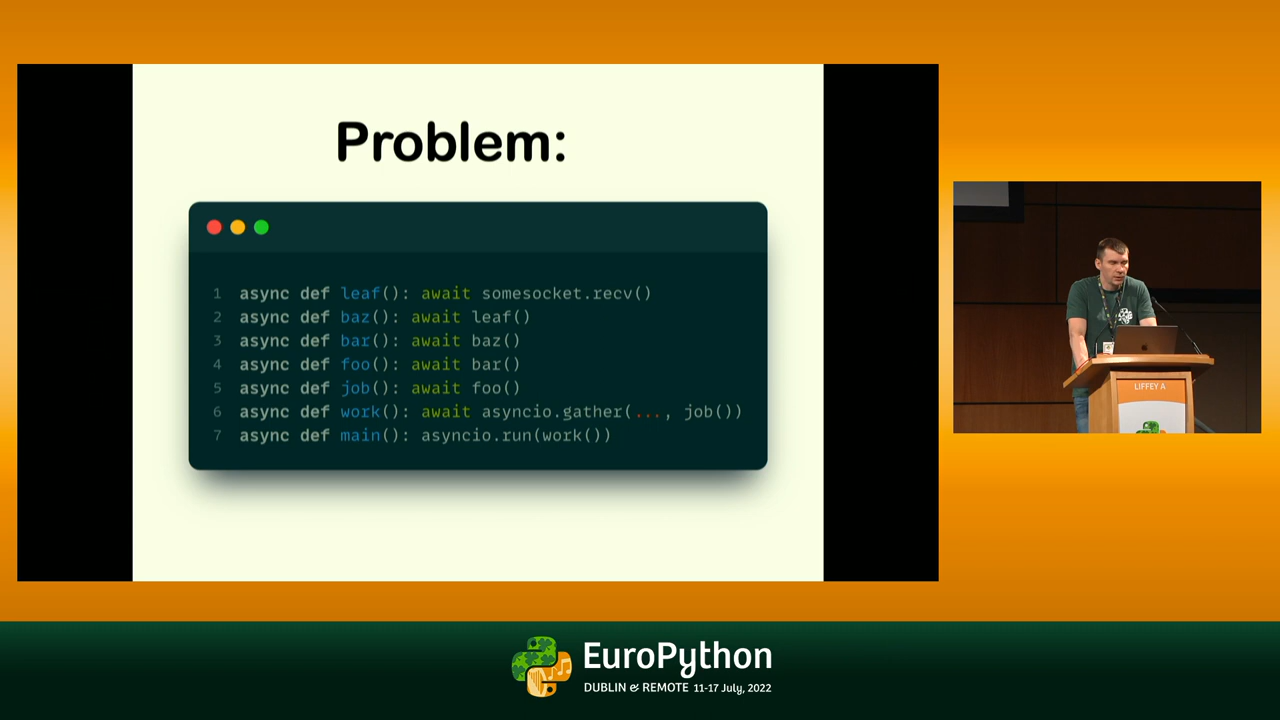 Problem:
1 async def leaf(): await somesocket.recv()
2 async def baz(): await leaf()
3 async def bar(): await baz()
4 async def foo(): await bar()
5 async def job(): await foo()
6 async def work(): await asyncio.gather(..., job())
7 async def main(): asyncio.run(work())
LIFFEY A
EuroPython
DUBLIN & REMOTE 11-17 July, 2022